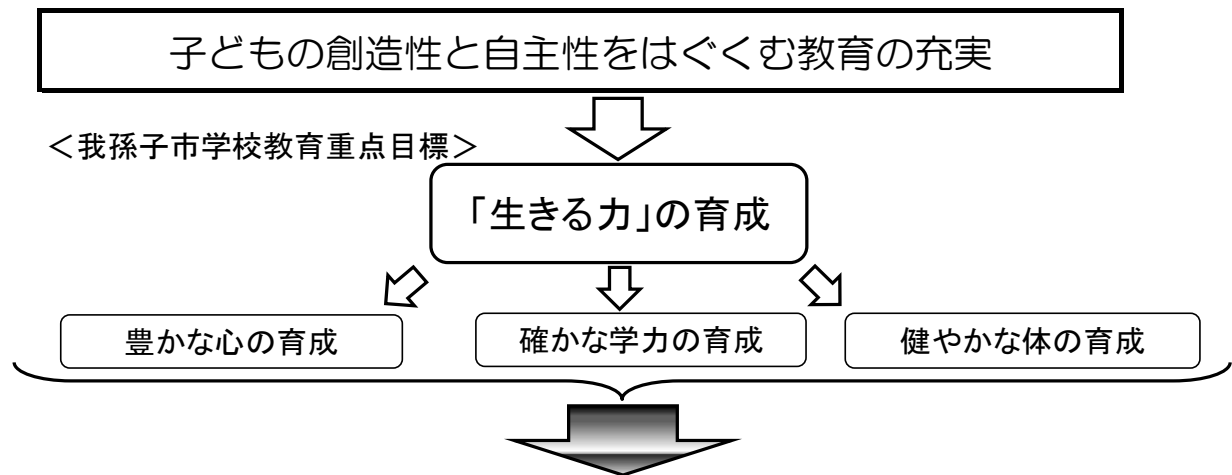 子どもの創造性と自主性をはぐくむ教育の充実
＜我孫子市学校教育重点目標＞
「生きる力」の育成
豊かな心の育成
確かな学力の育成
健やかな体の育成